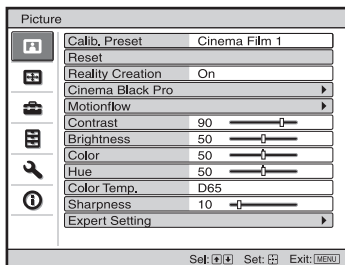 Picture
Calib. Preset Cinema Film 1
Reset
Reality Creation On
Cinema Black Pro
Motionflow
Contrast 90
Brightness 50
Color 50
Hue 50
Color Temp. D65
Sharpness 10
Expert Setting
Sel: Set: Exit: MENU